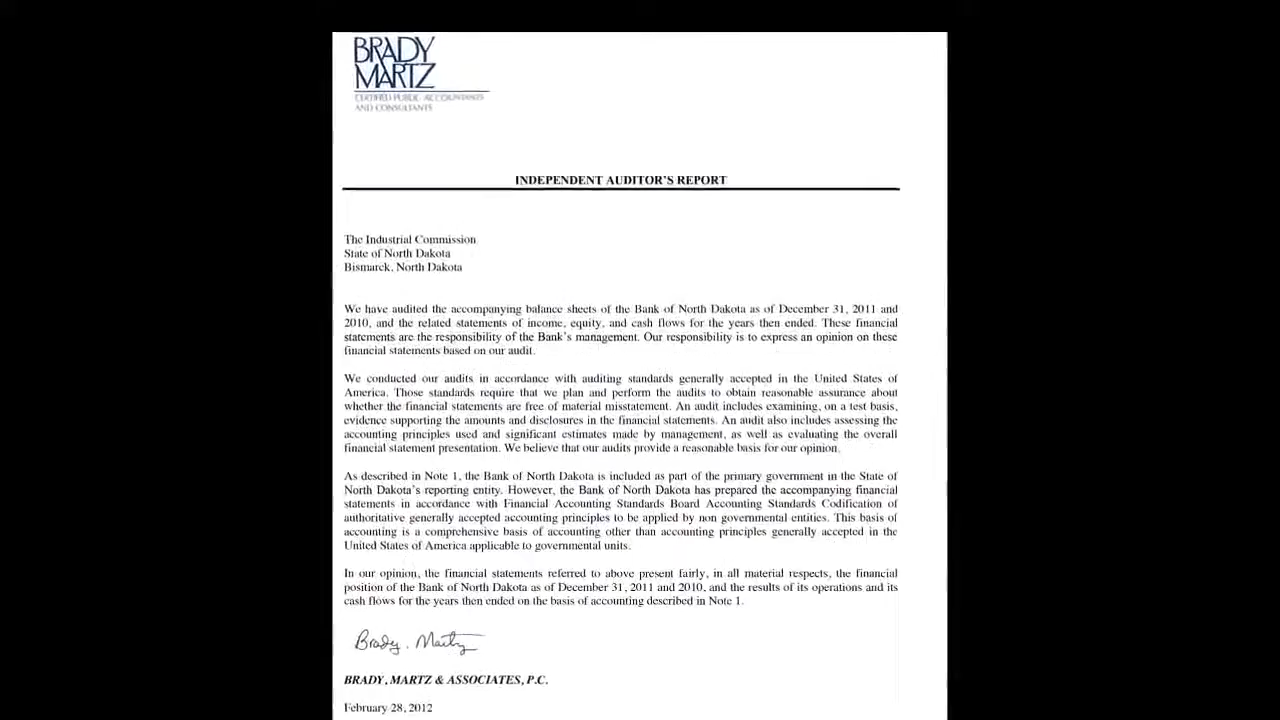 BRADY
MARTZ
CERTIFIED PUBLIC ACCOUNTANTS
AND CONSULTANTS
INDEPENDENT AUDITOR'S REPORT
The Industrial Commission
State of North Dakota
Bismarck, North Dakota
We have audited the accompanying balance sheets of the Bank of North Dakota as of December 31, 2011 and
2010, and the related statements of income, equity, and cash flows for the years then ended. These financial
statements are the responsibility of the Bank's management. Our responsibility is to express an opinion on these
financial statements based on our audit.
We conducted our audits in accordance with auditing standards generally accepted in the United States of
America. Those standards require that we plan and perform the audits to obtain reasonable assurance about
whether the financial statements are free of material misstatement. An audit includes examining, on a test basis,
evidence supporting the amounts and disclosures in the financial statements. An audit also includes assessing the
accounting principles used and significant estimates made by management, as well as evaluating the overall
financial statement presentation. We believe that our audits provide a reasonable basis for our opinion.
As described in Note 1, the Bank of North Dakota is included as part of the primary government in the State of
North Dakota's reporting entity. However, the Bank of North Dakota has prepared the accompanying financial
statements in accordance with Financial Accounting Standards Board Accounting Standards Codification of
authoritative generally accepted accounting principles to be applied by non governmental entities. This basis of
accounting is a comprehensive basis of accounting other than accounting principles generally accepted in the
United States of America applicable to governmental units.
In our opinion, the financial statements referred to above present fairly, in all material respects, the financial
position of the Bank of North Dakota as of December 31, 2011 and 2010, and the results of its operations and its
cash flows for the years then ended on the basis of accounting described in Note 1.
Brady, Martz
BRADY, MARTZ & ASSOCIATES, P.C.
February 28, 2012